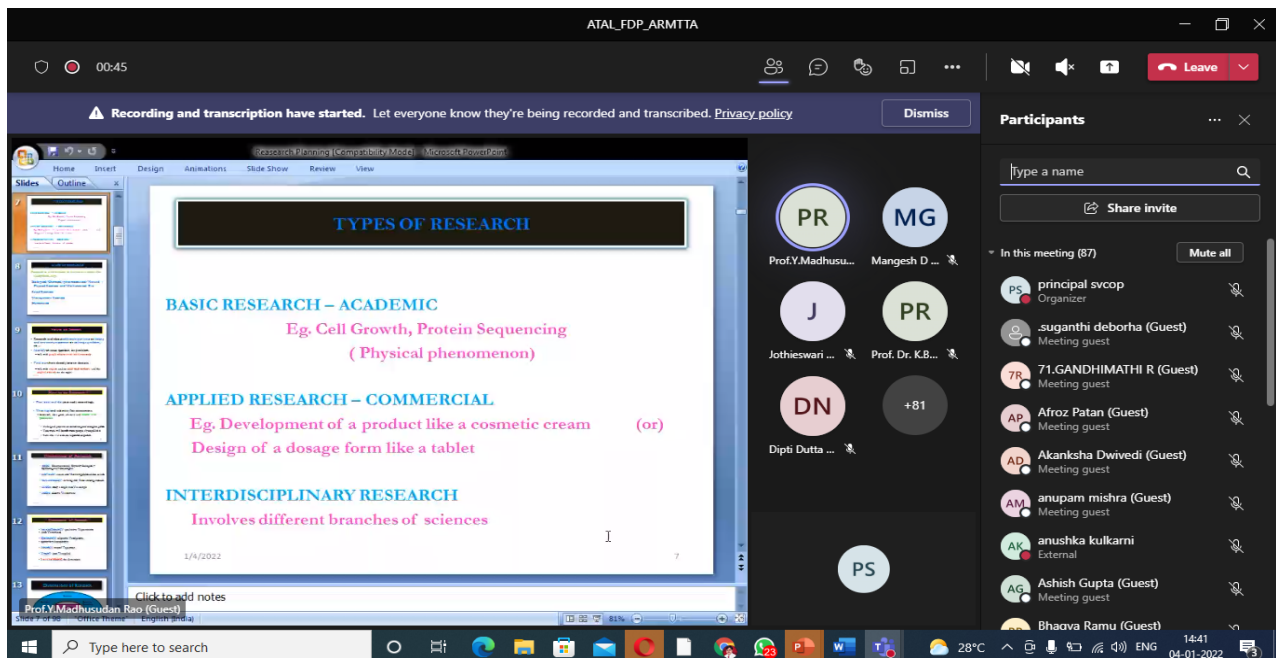 ATAL_FDP_ARMTTA
00:45
Leave
Recording and transcription have started. Let everyone know they're being recorded and transcribed. Privacy policy
Dismiss
Participants
Type a name
Share invite
In this meeting (87)
Mute all
PS
principal svcop
Organizer
.suganthi deborha (Guest)
Meeting guest
7R
71.GANDHIMATHI R (Guest)
Meeting guest
AP
Afroz Patan (Guest)
Meeting guest
AD
Akanksha Dwivedi (Guest)
Meeting guest
AM
anupam mishra (Guest)
Meeting guest
AK
anushka kulkarni
External
AG
Ashish Gupta (Guest)
Meeting guest
Bhagva Ramu (Guest)
Reasearch Planning [Compatibility Mode] - Microsoft PowerPoint
Home Insert Design Animations Slide Show Review View
Slides Outline
7
8
9
10
11
12
13
TYPES OF RESEARCH
BASIC RESEARCH – ACADEMIC
Eg. Cell Growth, Protein Sequencing
( Physical phenomenon)
APPLIED RESEARCH – COMMERCIAL
Eg. Development of a product like a cosmetic cream (or)
Design of a dosage form like a tablet
INTERDISCIPLINARY RESEARCH
Involves different branches of sciences
1/4/2022 7
Click to add notes
Prof.Y.Madhusudan Rao (Guest)
Slide 7 of 98 "Office Theme" English (India) 81%
PR
Prof.Y.Madhusu...
MG
Mangesh D ...
J
Jothieswari ...
PR
Prof. Dr. K.B...
DN
Dipti Dutta ...
+81
PS
Type here to search
23
28°C
ENG
14:41
04-01-2022
3